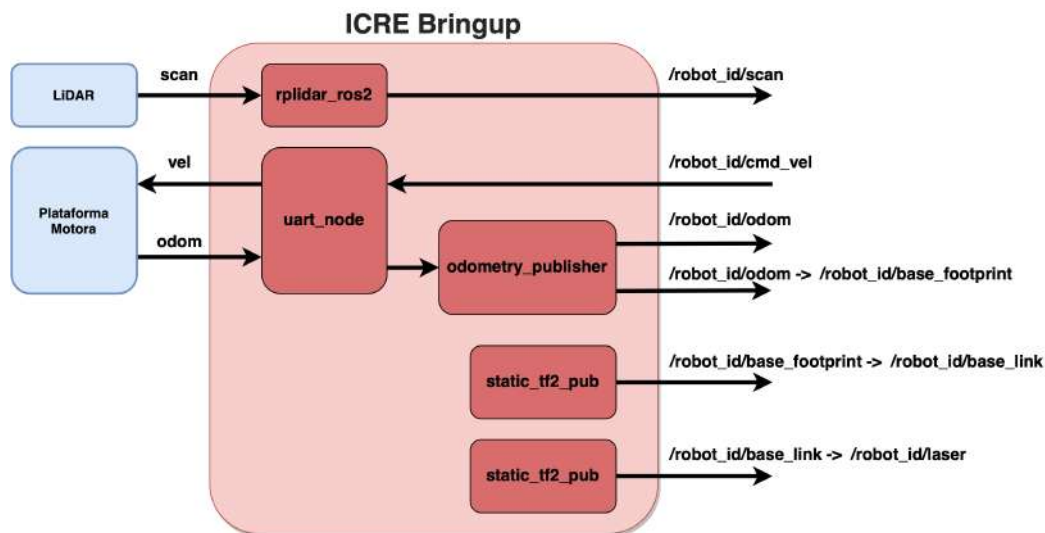 ICRE Bringup
LiDAR
scan
rplidar_ros2
/robot_id/scan
Plataforma
Motora
vel
odom
uart_node
/robot_id/cmd_vel
odometry_publisher
/robot_id/odom
/robot_id/odom -> /robot_id/base_footprint
static_tf2_pub
/robot_id/base_footprint -> /robot_id/base_link
static_tf2_pub
/robot_id/base_link -> /robot_id/laser